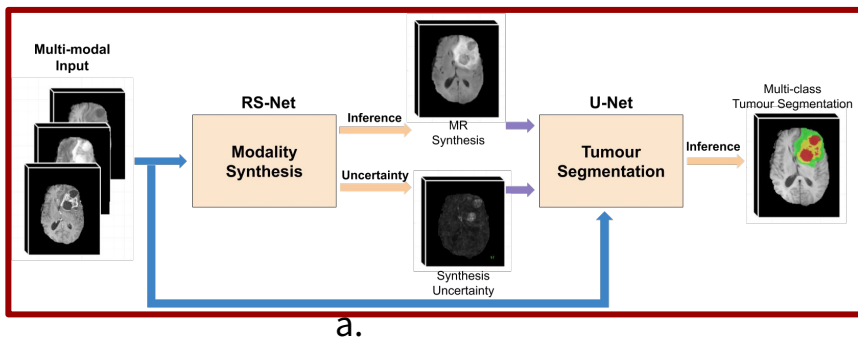 Multi-modal
Input
RS-Net
Modality
Synthesis
Inference
Uncertainty
MR
Synthesis
Synthesis
Uncertainty
U-Net
Tumour
Segmentation
Inference
Multi-class
Tumour Segmentation
a.